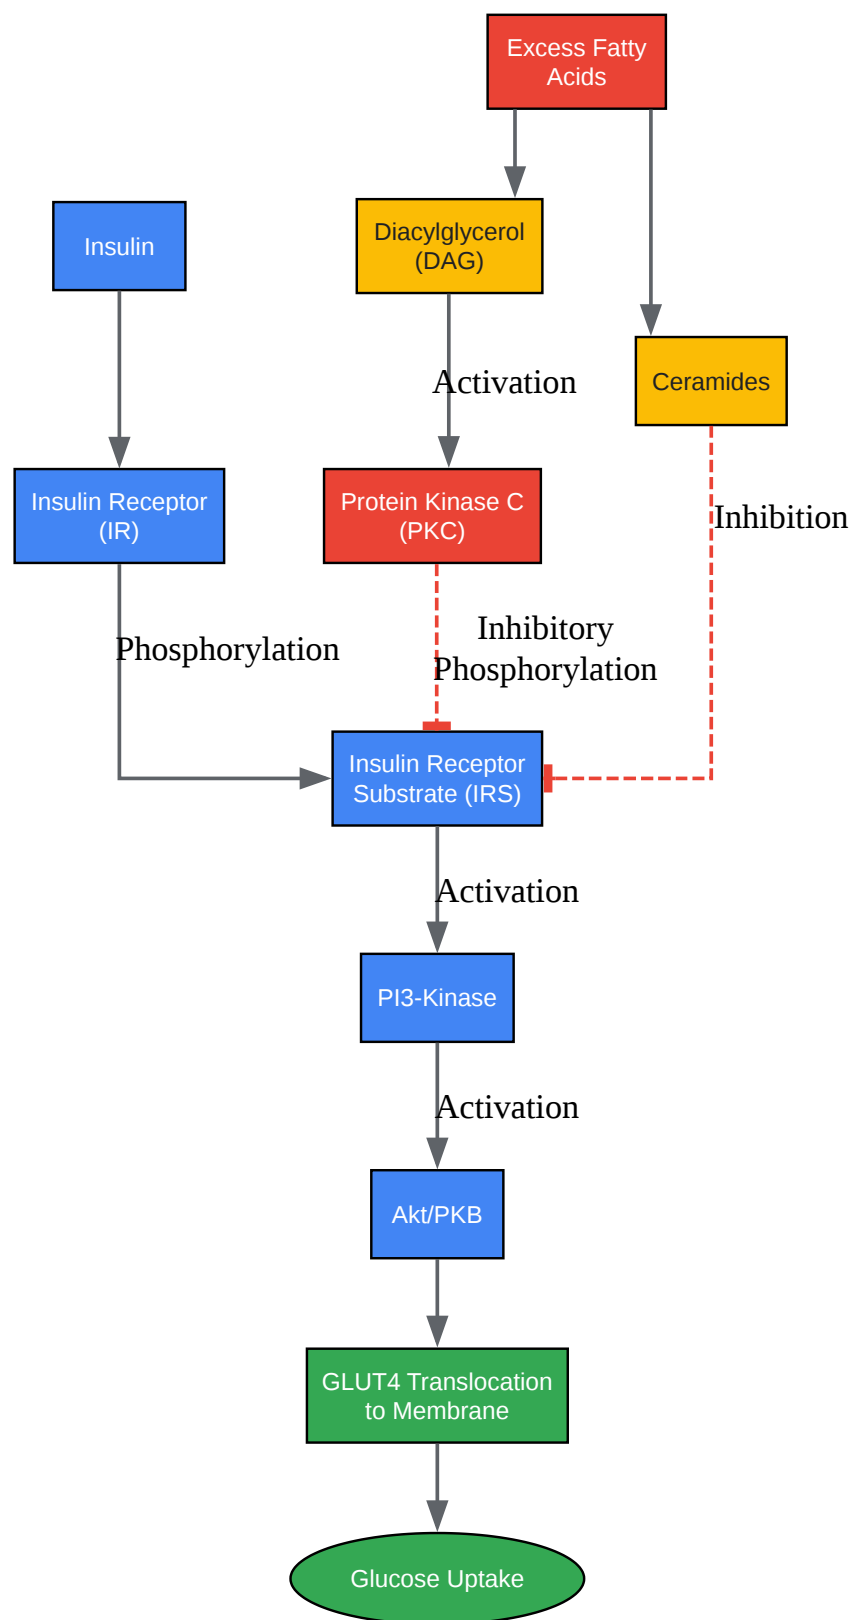 Excess Fatty
Acids
Insulin
Diacylglycerol
(DAG)
Activation
Ceramides
Insulin Receptor
(IR)
Protein Kinase C
(PKC)
Inhibition
Phosphorylation
Inhibitory
Phosphorylation
Insulin Receptor
Substrate (IRS)
Activation
PI3-Kinase
Activation
Akt/PKB
GLUT4 Translocation
to Membrane
Glucose Uptake